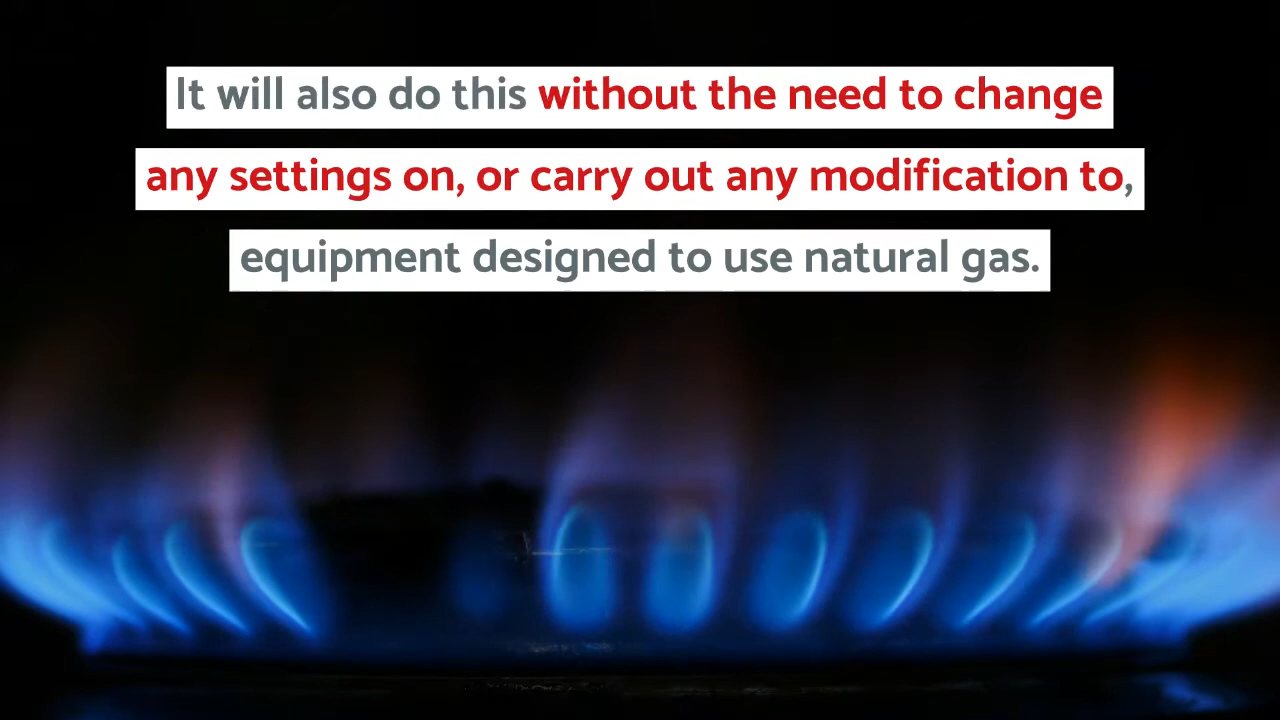 It will also do this without the need to change
any settings on, or carry out any modification to,
equipment designed to use natural gas.